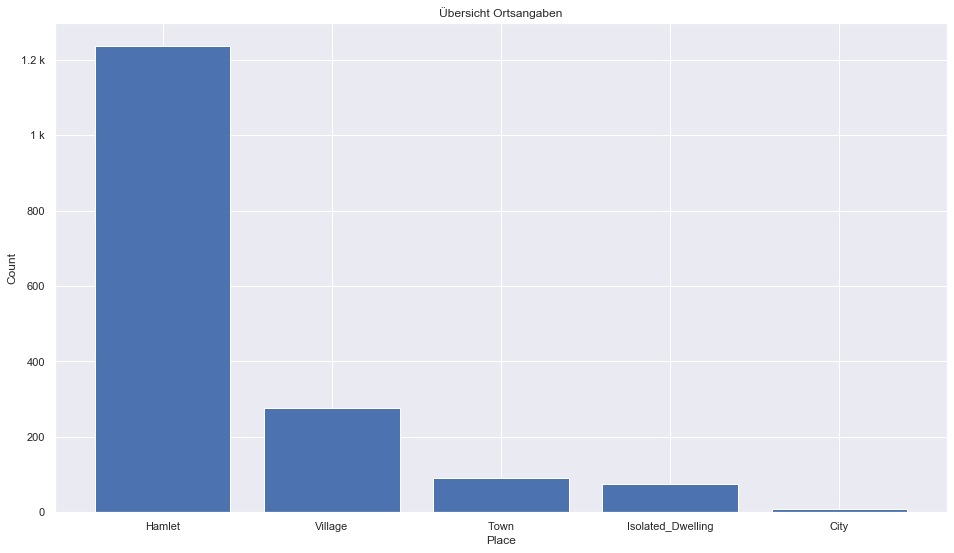 Übersicht Ortsangaben
1.2 k
1 k
800
600
400
200
0
Count
Hamlet
Village
Town
Isolated_Dwelling
City
Place